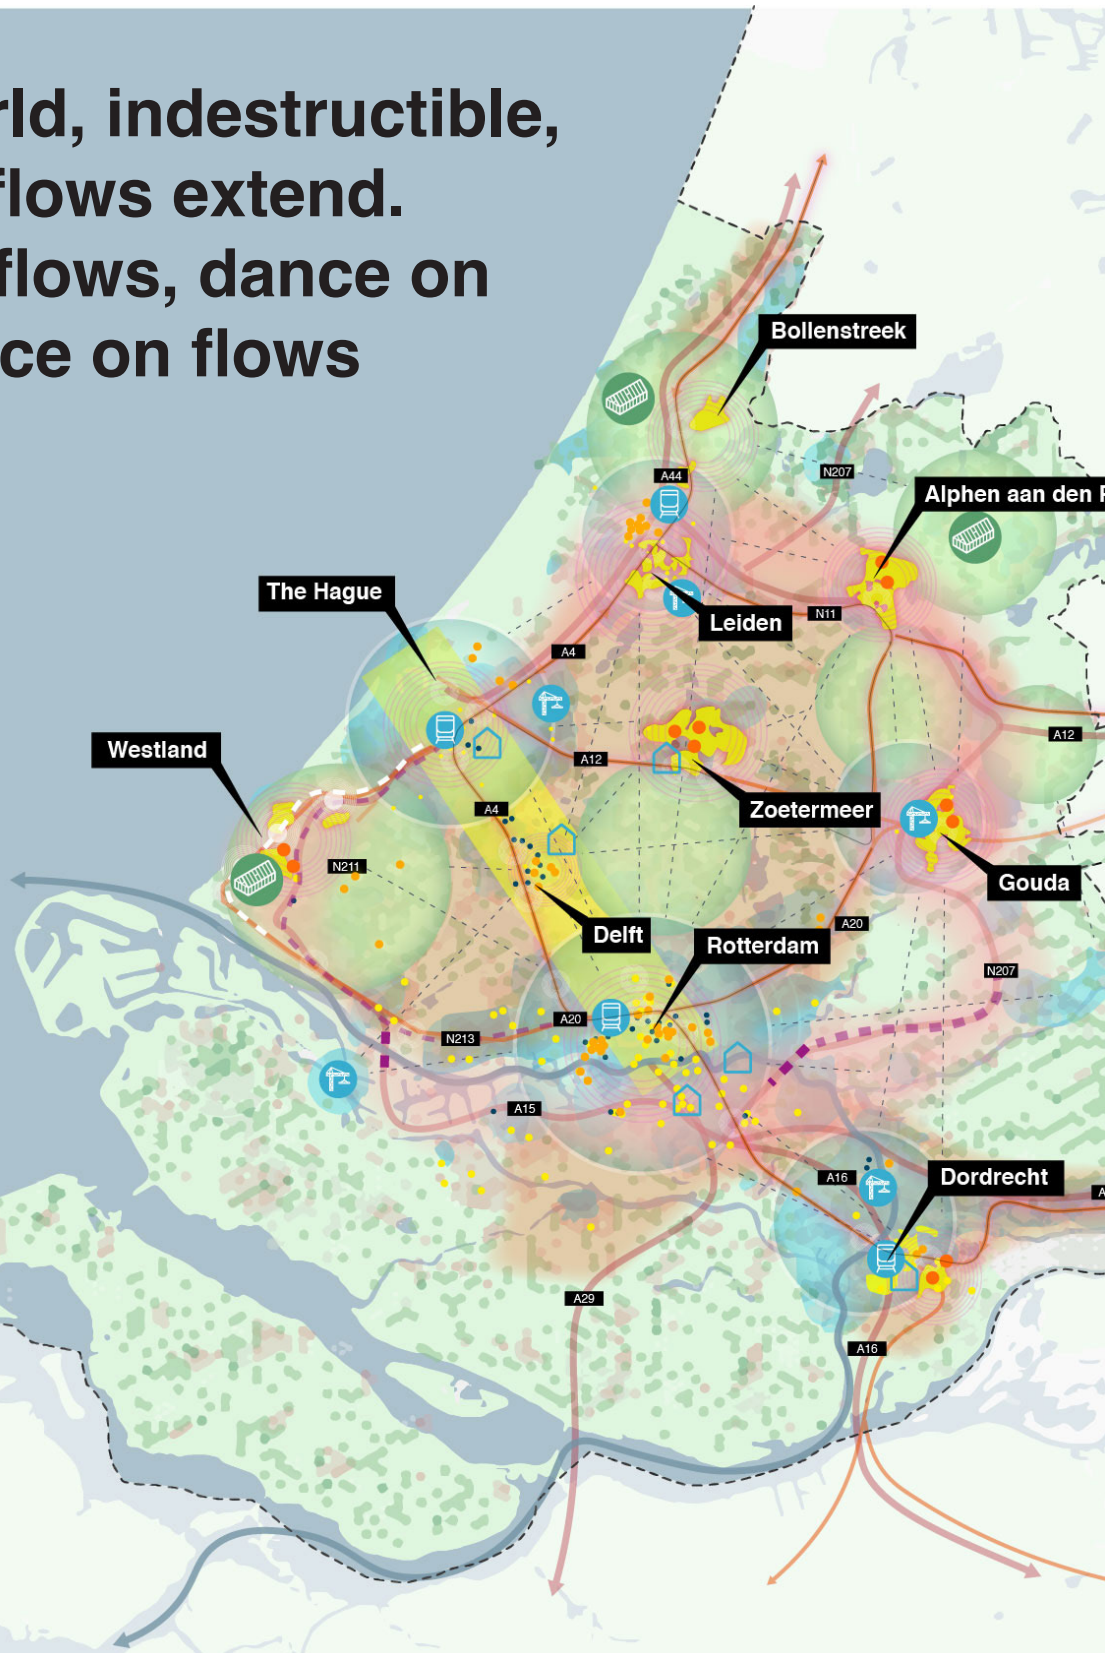 rld, indestructible,
flows extend.
flows, dance on
ce on flows
Bollenstreek
A44
N207
Alphen aan den
The Hague
Leiden
N11
A4
Westland
A12
A12
A4
Zoetermeer
N211
Gouda
A20
Delft
Rotterdam
N207
A20
N213
A15
A16
Dordrecht
A
A29
A16